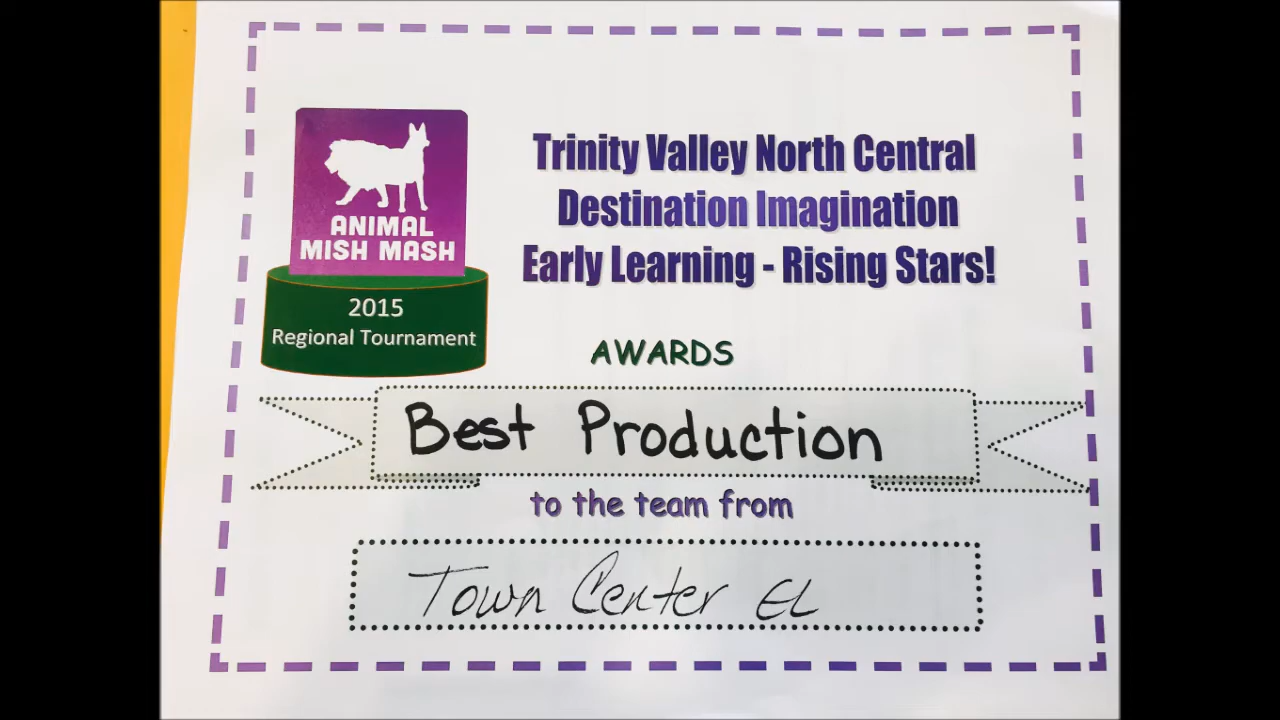 ANIMAL
MISH MASH
2015
Regional Tournament
Trinity Valley North Central
Destination Imagination
Early Learning - Rising Stars!
AWARDS
Best Production
to the team from
Town Center EL